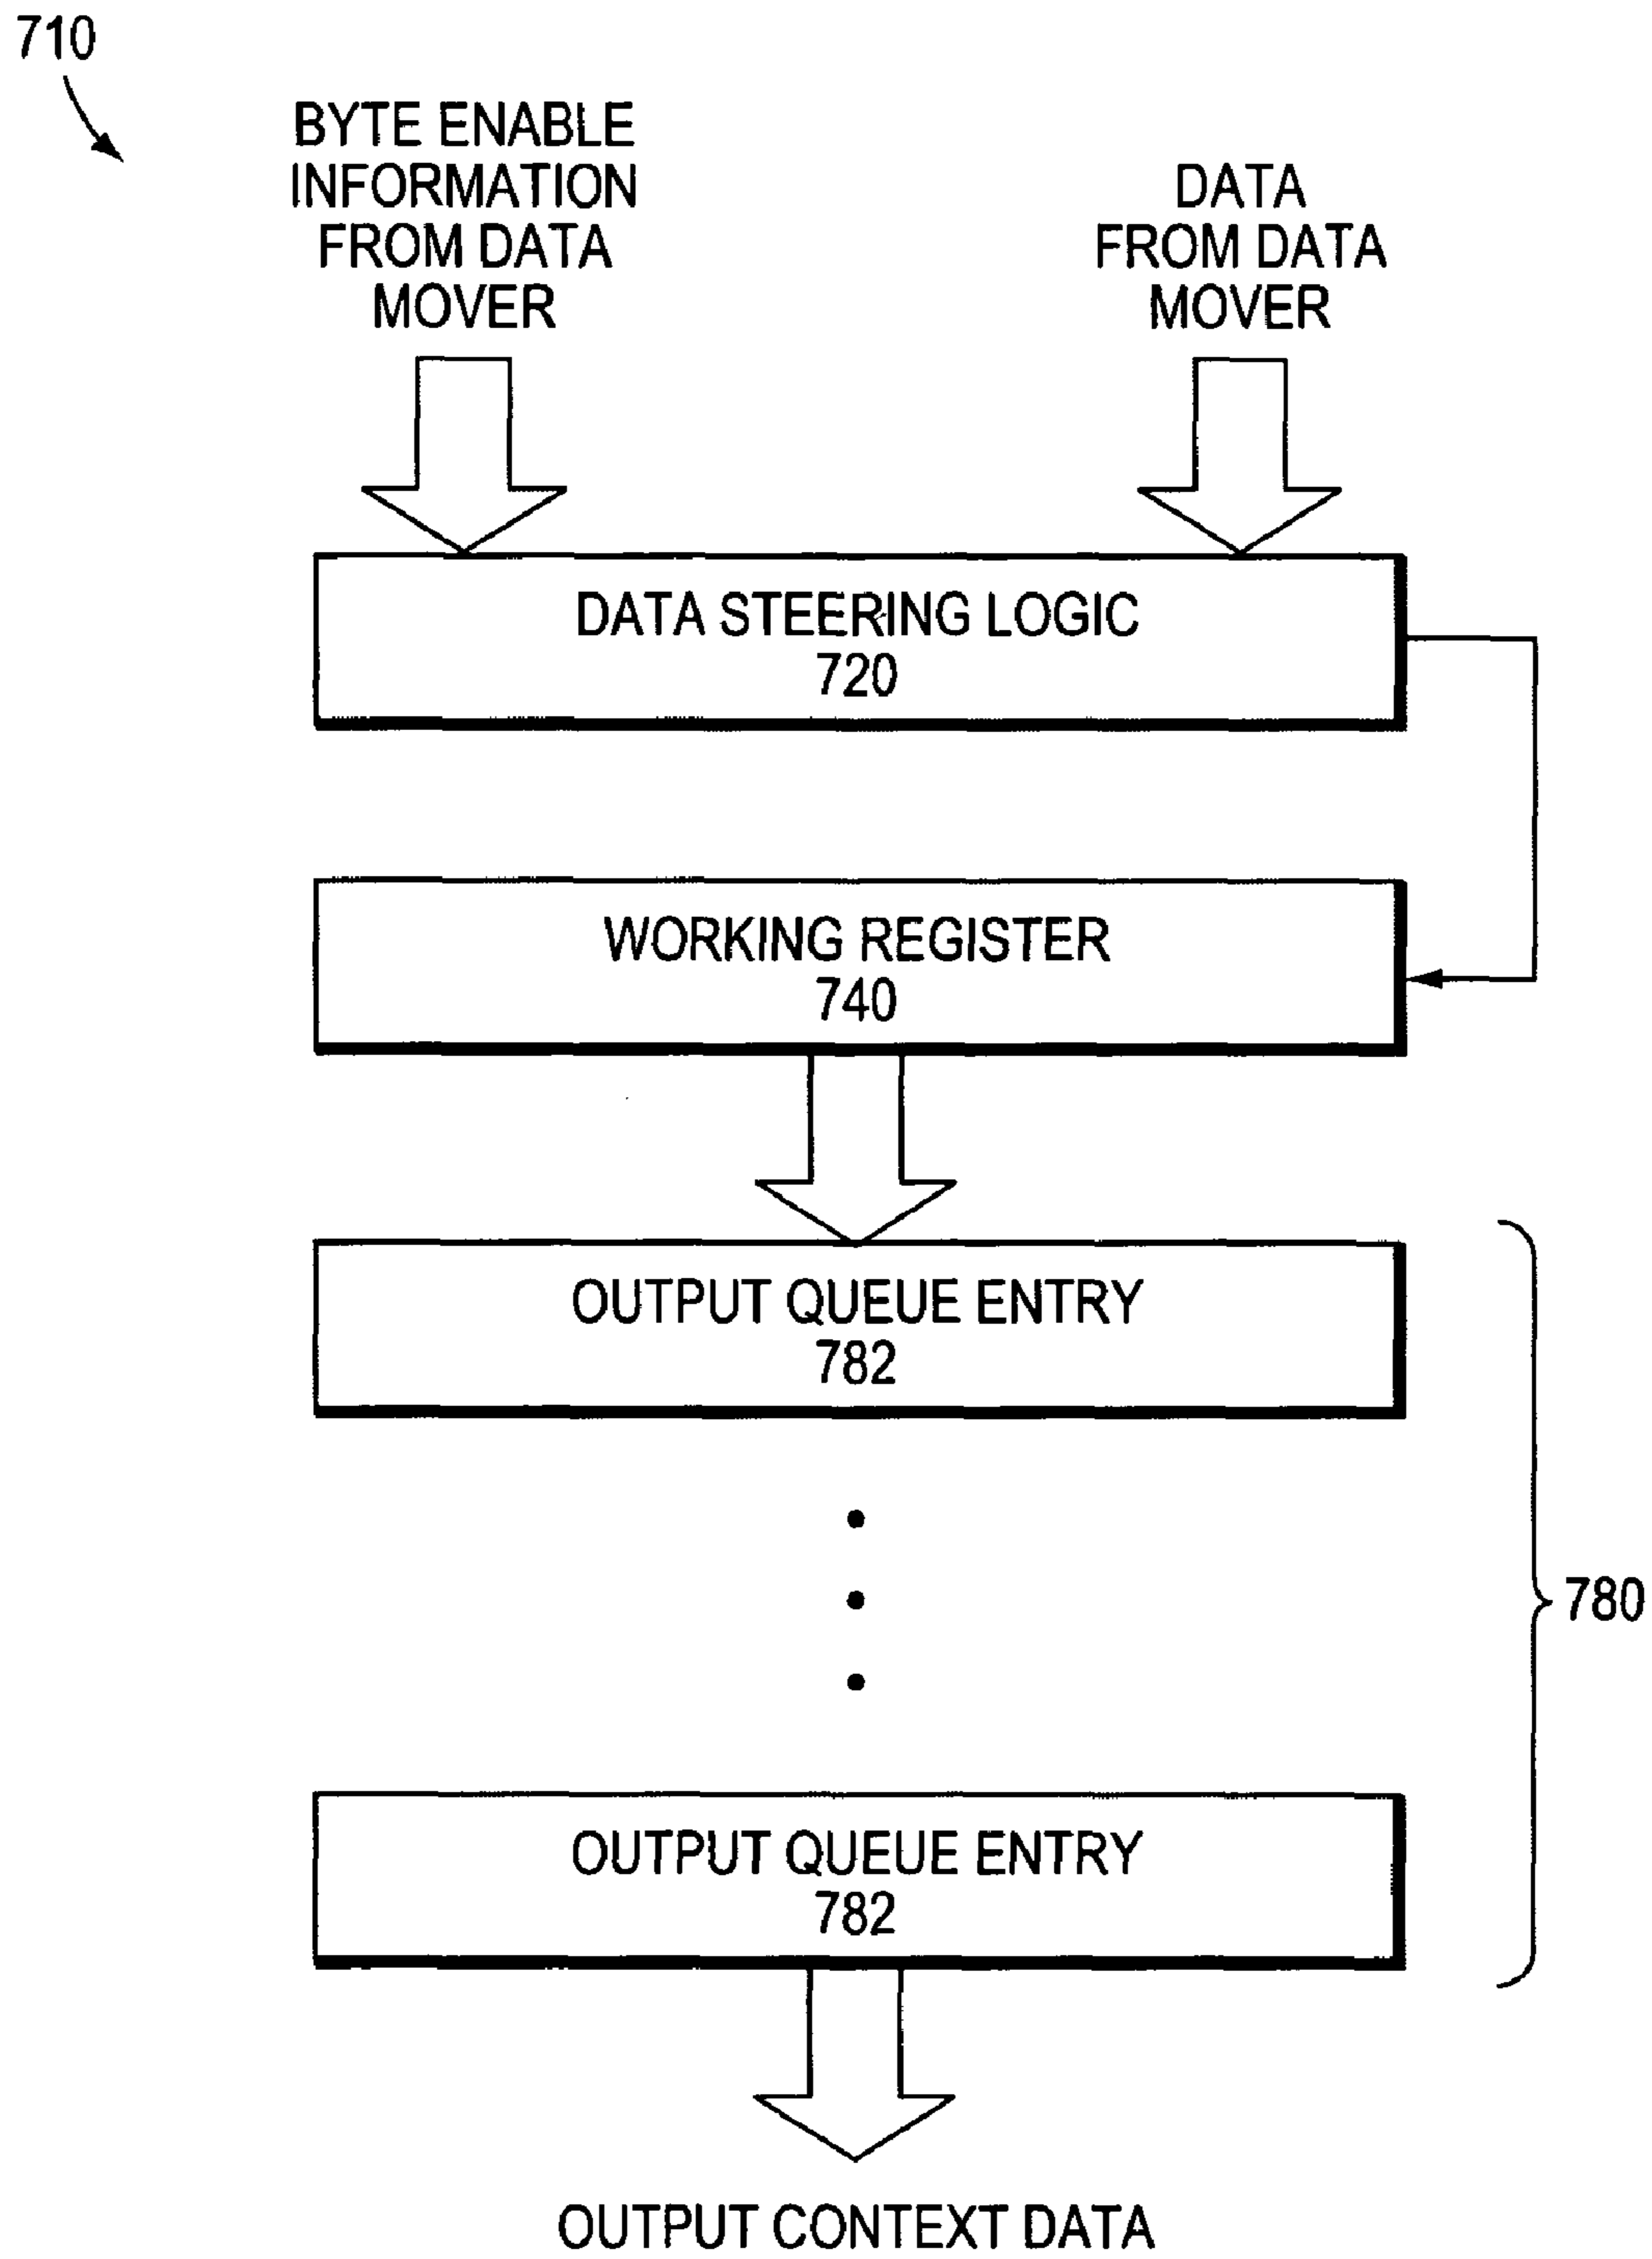 710
BYTE ENABLE
INFORMATION
FROM DATA
MOVER
DATA
FROM DATA
MOVER
DATA STEERING LOGIC
720
WORKING REGISTER
740
OUTPUT QUEUE ENTRY
782
780
OUTPUT QUEUE ENTRY
782
OUTPUT CONTEXT DATA